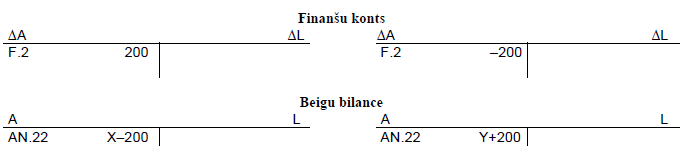 Finanšu konts
ΔA ΔL ΔA ΔL
F.2 200 F.2 –200
Beigu bilance
A L A L
AN.22 X–200 AN.22 Y+200